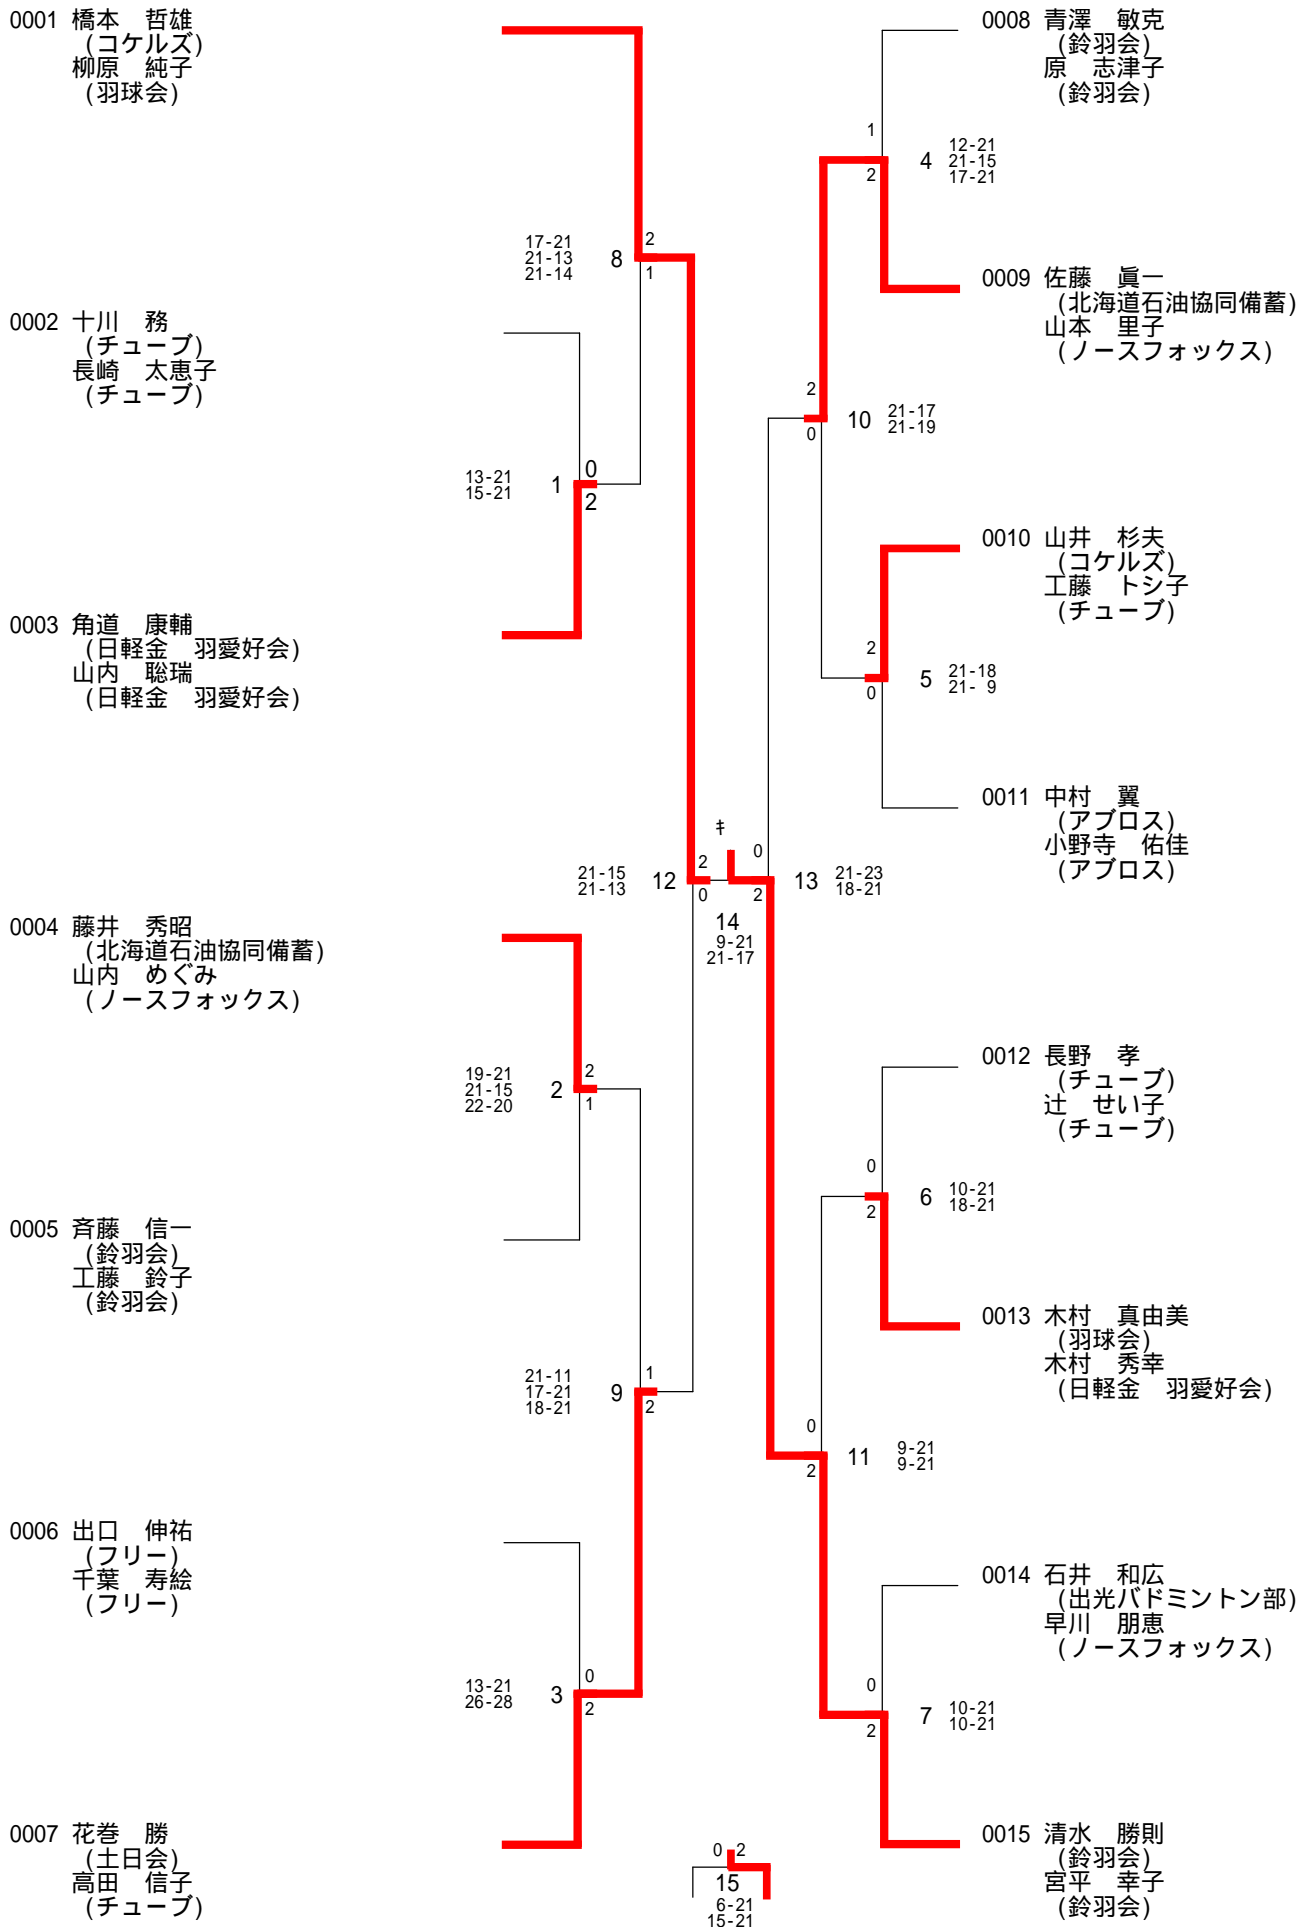 0001 橋本　哲雄
(コケルズ)
柳原　純子
(羽球会)
0002 十川　務
(チューブ)
長崎　太恵子
(チューブ)
0003 角道　康輔
(日軽金　羽愛好会)
山内　聡瑞
(日軽金　羽愛好会)
0004 藤井　秀昭
(北海道石油協同備蓄)
山内　めぐみ
(ノースフォックス)
0005 斉藤　信一
(鈴羽会)
工藤　鈴子
(鈴羽会)
0006 出口　伸祐
(フリー)
千葉　寿絵
(フリー)
0007 花巻　勝
(土日会)
高田　信子
(チューブ)
17-21
21-13
21-14
8
2
1
13-21
15-21
1
0
2
19-21
21-15
22-20
2
2
1
21-11
17-21
18-21
9
1
2
13-21
26-28
3
0
2
21-15
21-13
12
2
0
キ
14
9-21
21-17
0
2
13
21-23
18-21
0 2
15
6-21
15-21
1
2
4
12-21
21-15
17-21
2
0
10
21-17
21-19
2
0
5
21-18
21- 9
0
2
6
10-21
18-21
0
2
11
9-21
9-21
0
2
7
10-21
10-21
0008 青澤　敏克
(鈴羽会)
原　志津子
(鈴羽会)
0009 佐藤　眞一
(北海道石油協同備蓄)
山本　里子
(ノースフォックス)
0010 山井　杉夫
(コケルズ)
工藤　トシ子
(チューブ)
0011 中村　翼
(アブロス)
小野寺　佑佳
(アブロス)
0012 長野　孝
(チューブ)
辻　せい子
(チューブ)
0013 木村　真由美
(羽球会)
木村　秀幸
(日軽金　羽愛好会)
0014 石井　和広
(出光バドミントン部)
早川　朋恵
(ノースフォックス)
0015 清水　勝則
(鈴羽会)
宮平　幸子
(鈴羽会)